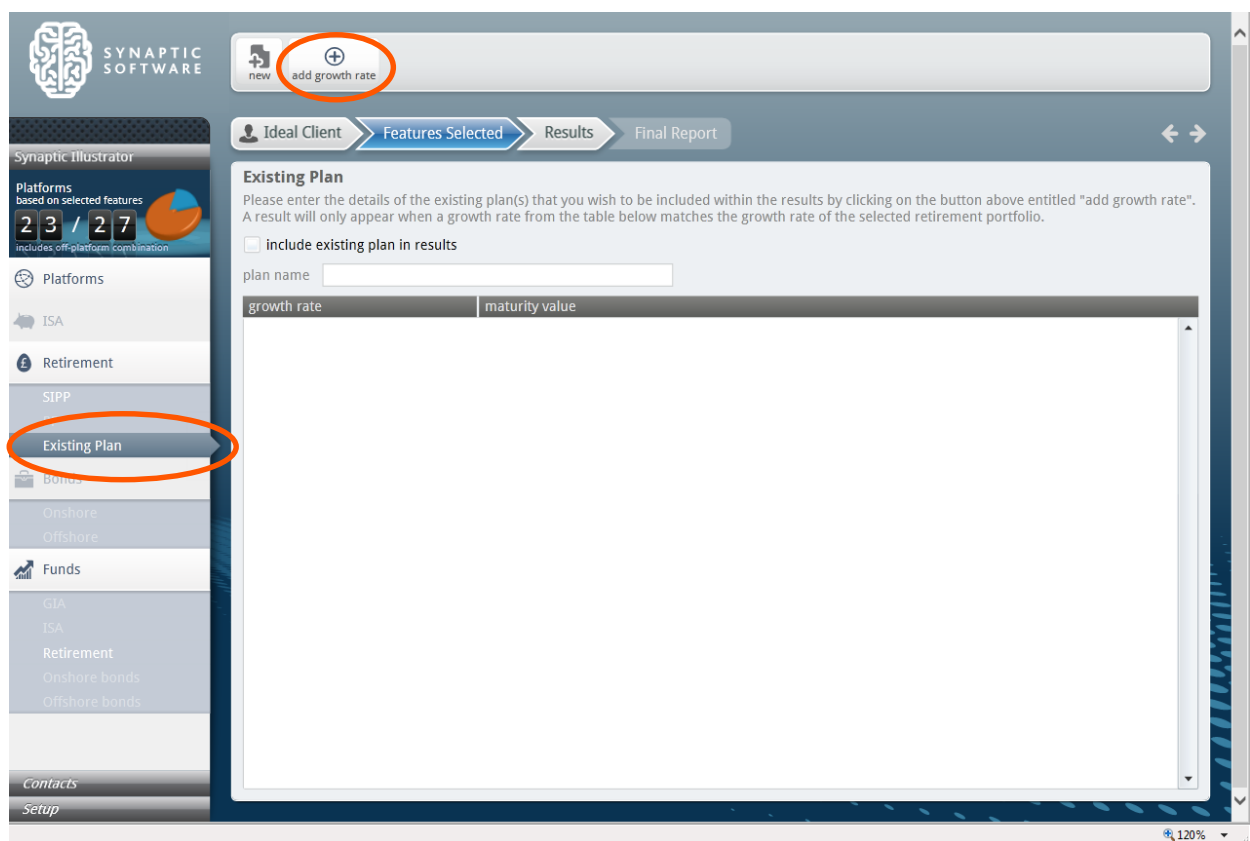 SYNAPTIC
SOFTWARE
new
add growth rate
Ideal Client
Features Selected
Results
Final Report
Synaptic Illustrator
Platforms
based on selected features
23 / 27
includes off-platform combination
Platforms
ISA
Retirement
SIPP
Existing Plan
Bonds
Onshore
Offshore
Funds
GIA
ISA
Retirement
Onshore bonds
Offshore bonds
Contacts
Setup
Existing Plan
Please enter the details of the existing plan(s) that you wish to be included within the results by clicking on the button above entitled "add growth rate".
A result will only appear when a growth rate from the table below matches the growth rate of the selected retirement portfolio.
include existing plan in results
plan name
growth rate
maturity value
120%